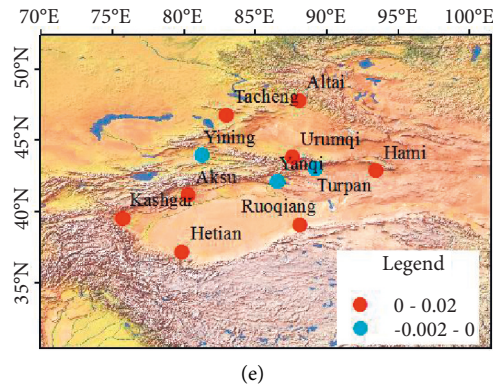 70°E 75°E 80°E 85°E 90°E 95°E 100°E
50°N
45°N
40°N
35°N
Altai
Tacheng
Yining
Urumqi
Yanqi
Hami
Aksu
Turpan
Kashgar
Ruoqiang
Hetian
Legend
0 - 0.02
-0.002 - 0
(e)